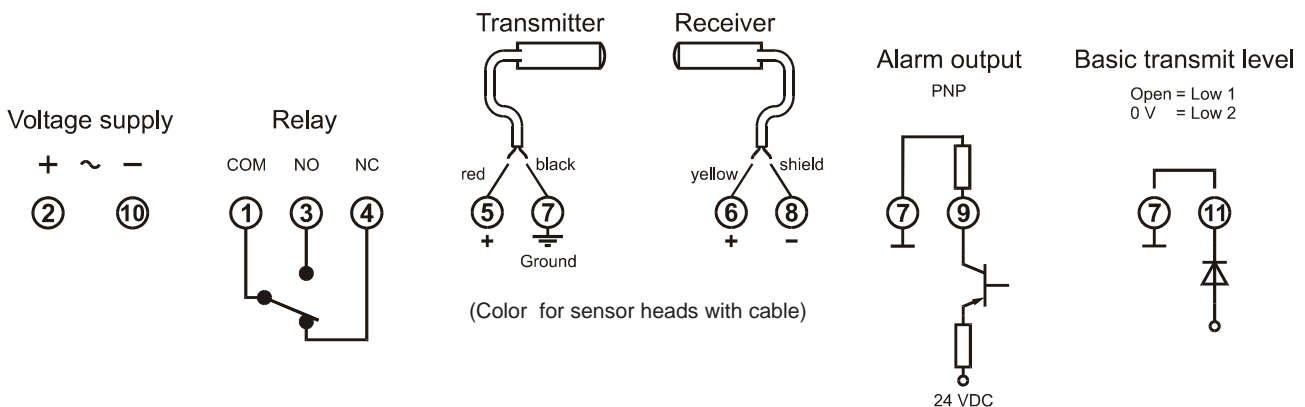 Voltage supply
+ ~ −
2 10
Relay
COM NO NC
1 3 4
Transmitter
red black
5 7
+
Ground
Receiver
yellow shield
6 8
+ −
(Color for sensor heads with cable)
Alarm output
PNP
7 9
24 VDC
Basic transmit level
Open = Low 1
0 V = Low 2
7 11